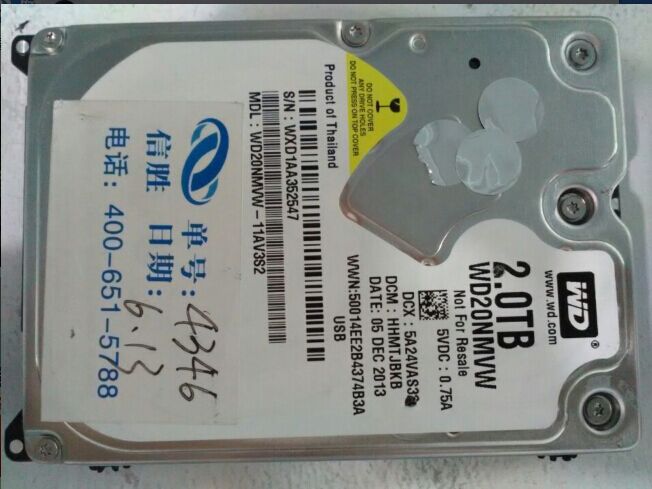 WD®
www.wd.com
2.0TB
WD20NMVW
Not For Resale
5VDC : 0.75A
DCX : 5A24VAS3
DCM : HHMTJBKB
DATE: 05 DEC 2013
WWN:50014EE2B4374B3A
USB
DO NOT COVER
ANY DRIVE HOLES
DO NOT PRESS ON TOP COVER
Product of Thailand
S/N : WXD1AA352547
MDL : WD20NMVW-11AV3S2
单号: 4346
信胜 日期: 6.13
电话: 400-651-5788